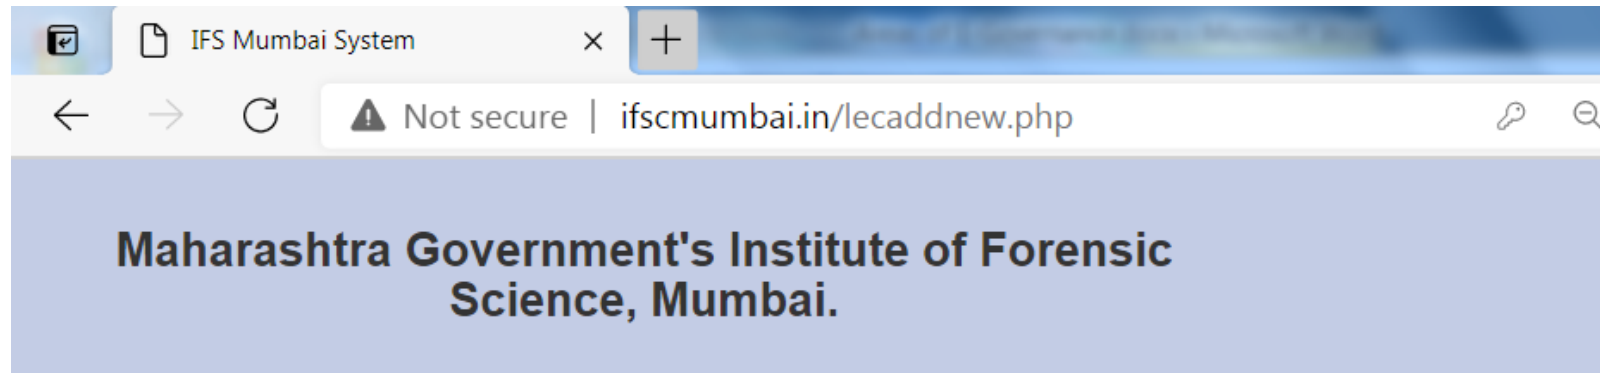 IFS Mumbai System
Not secure | ifscmumbai.in/lecaddnew.php
Maharashtra Government's Institute of Forensic
Science, Mumbai.